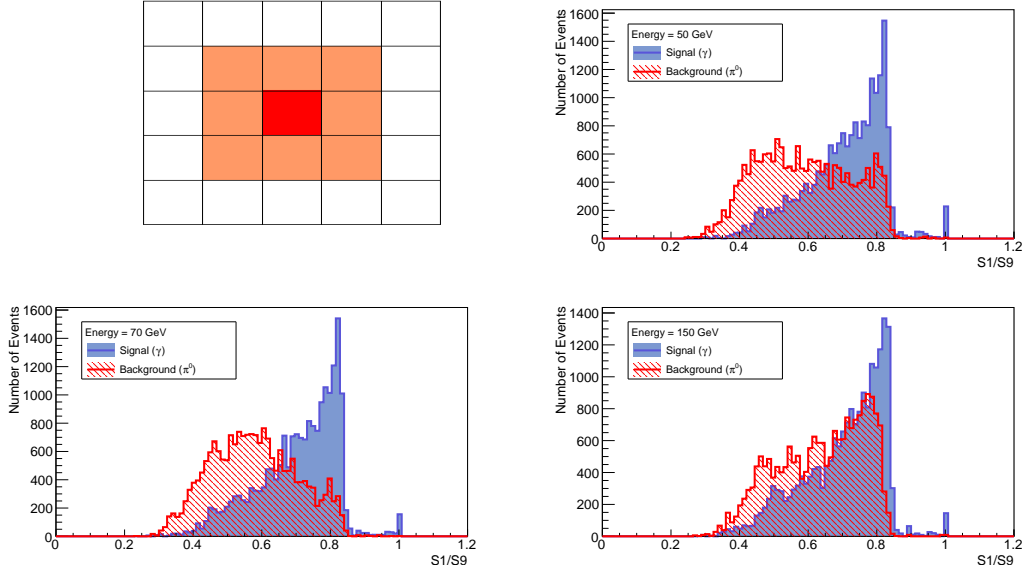 Number of Events
1600
1400
1200
1000
800
600
400
200
0
Energy = 50 GeV
Signal (γ)
Background (π⁰)
0 0.2 0.4 0.6 0.8 1 1.2
S1/S9
Number of Events
1600
1400
1200
1000
800
600
400
200
0
Energy = 70 GeV
Signal (γ)
Background (π⁰)
0 0.2 0.4 0.6 0.8 1 1.2
S1/S9
Number of Events
1400
1200
1000
800
600
400
200
0
Energy = 150 GeV
Signal (γ)
Background (π⁰)
0 0.2 0.4 0.6 0.8 1 1.2
S1/S9